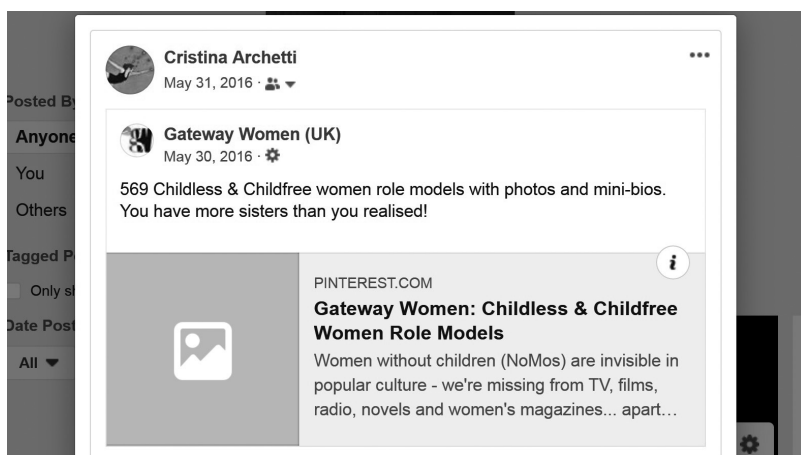 Cristina Archetti
May 31, 2016 ·
Posted By
Anyone
You
Others
Tagged P
Only sh
Date Post
All
Gateway Women (UK)
May 30, 2016 ·
569 Childless & Childfree women role models with photos and mini-bios.
You have more sisters than you realised!
i
PINTEREST.COM
Gateway Women: Childless & Childfree
Women Role Models
Women without children (NoMos) are invisible in
popular culture - we're missing from TV, films,
radio, novels and women's magazines... apart...